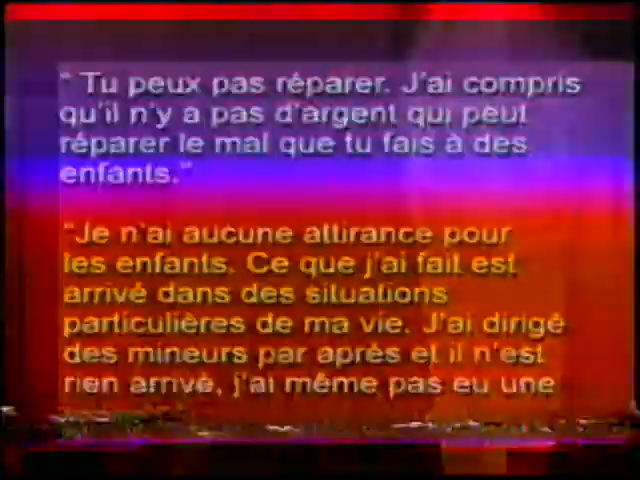 " Tu peux pas réparer. J'ai compris
qu'il n'y a pas d'argent qui peut
réparer le mal que tu fais à des
enfants."
"Je n'ai aucune attirance pour
les enfants. Ce que j'ai fait est
arrivé dans des situations
particulières de ma vie. J'ai dirigé
des mineurs par après et il n'est
rien arrivé, j'ai même pas eu une